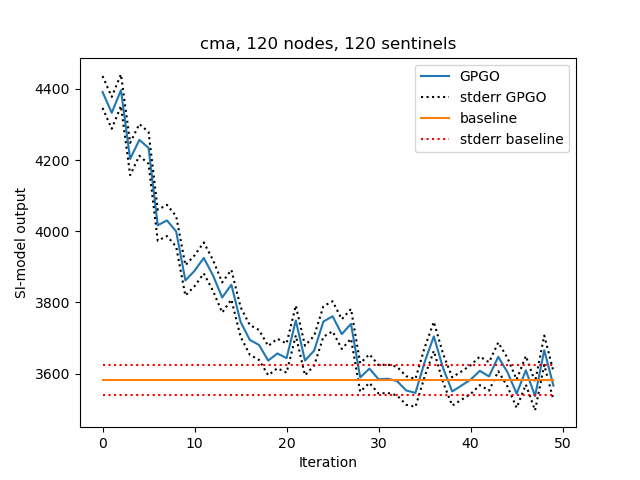 cma, 120 nodes, 120 sentinels
GPGO
stderr GPGO
baseline
stderr baseline
SI-model output
4400
4200
4000
3800
3600
0 10 20 30 40 50
Iteration